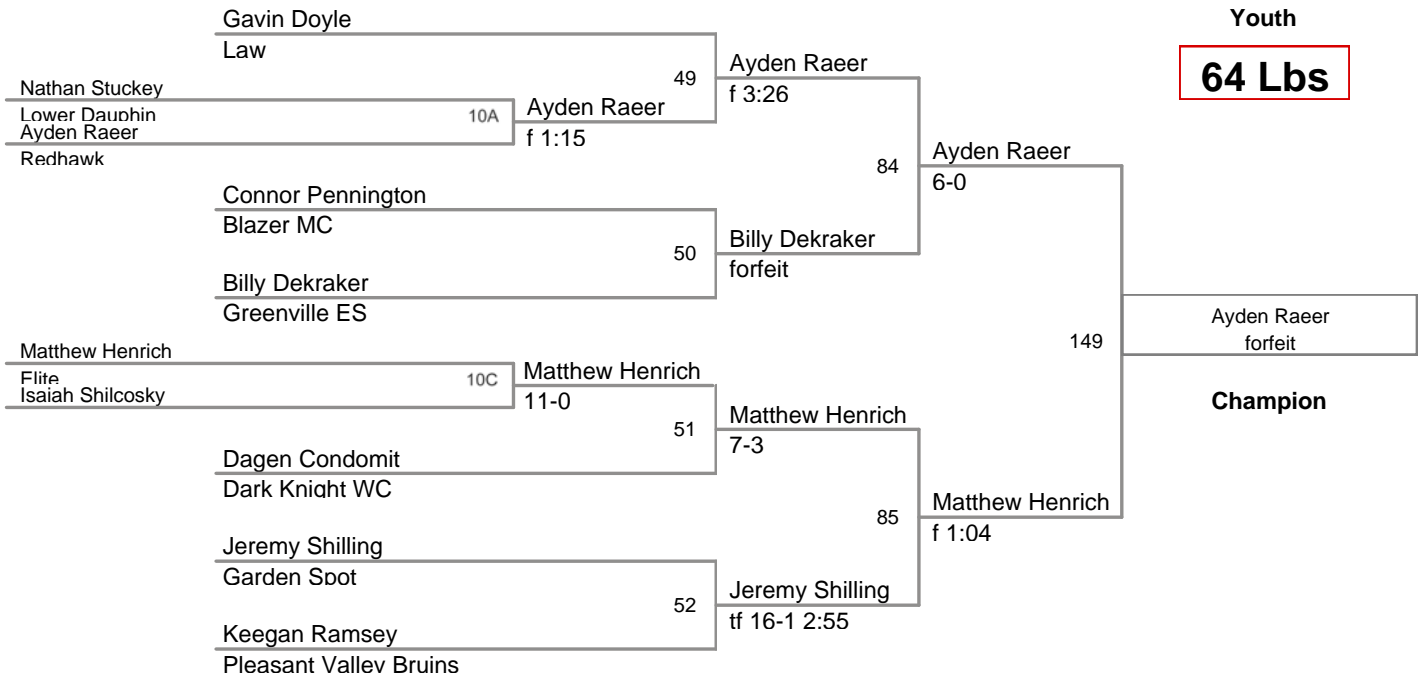 Gavin Doyle
Law
Nathan Stuckey
Lower Dauphin
Ayden Raeer
Redhawk
10A
Ayden Raeer
f 1:15
49
Ayden Raeer
f 3:26
Connor Pennington
Blazer MC
Billy Dekraker
Greenville ES
50
Billy Dekraker
forfeit
84
Ayden Raeer
6-0
Matthew Henrich
Elite
Isaiah Shilcosky
10C
Matthew Henrich
11-0
Dagen Condomit
Dark Knight WC
51
Matthew Henrich
7-3
Jeremy Shilling
Garden Spot
Keegan Ramsey
Pleasant Valley Bruins
52
Jeremy Shilling
tf 16-1 2:55
85
Matthew Henrich
f 1:04
149
Youth
64 Lbs
Ayden Raeer
forfeit
Champion